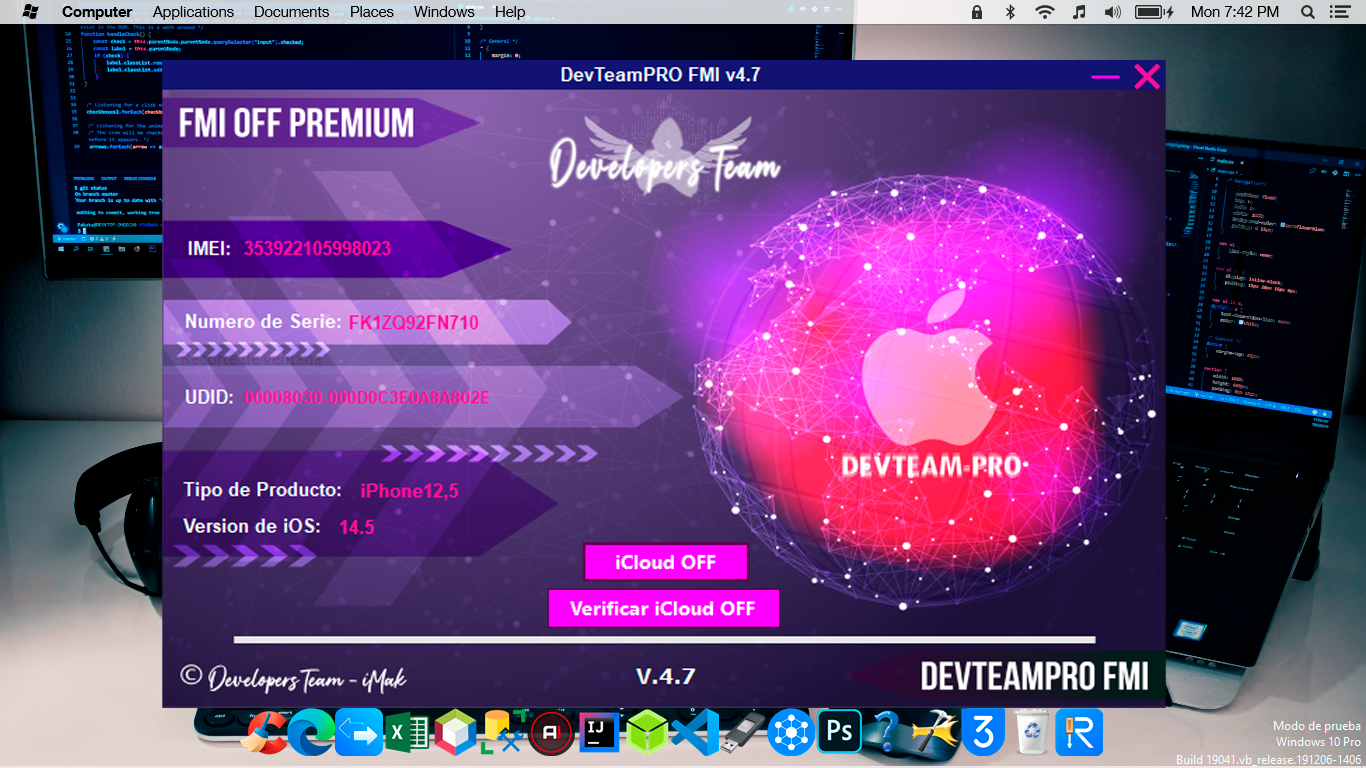 Computer Applications Documents Places Windows Help Mon 7:42 PM
DevTeamPRO FMI v4.7
FMI OFF PREMIUM
Developers Team
IMEI: 353922105998023
Numero de Serie: FK1ZQ92FN710
UDID: 00008030-000D0C3E0A8A802E
DEVTEAM-PRO
Tipo de Producto: iPhone12,5
Version de iOS: 14.5
iCloud OFF
Verificar iCloud OFF
© Developers Team - iMak
V.4.7
DEVTEAMPRO FMI
Modo de prueba
Windows 10 Pro
Build 19041.vb_release.191206-1406